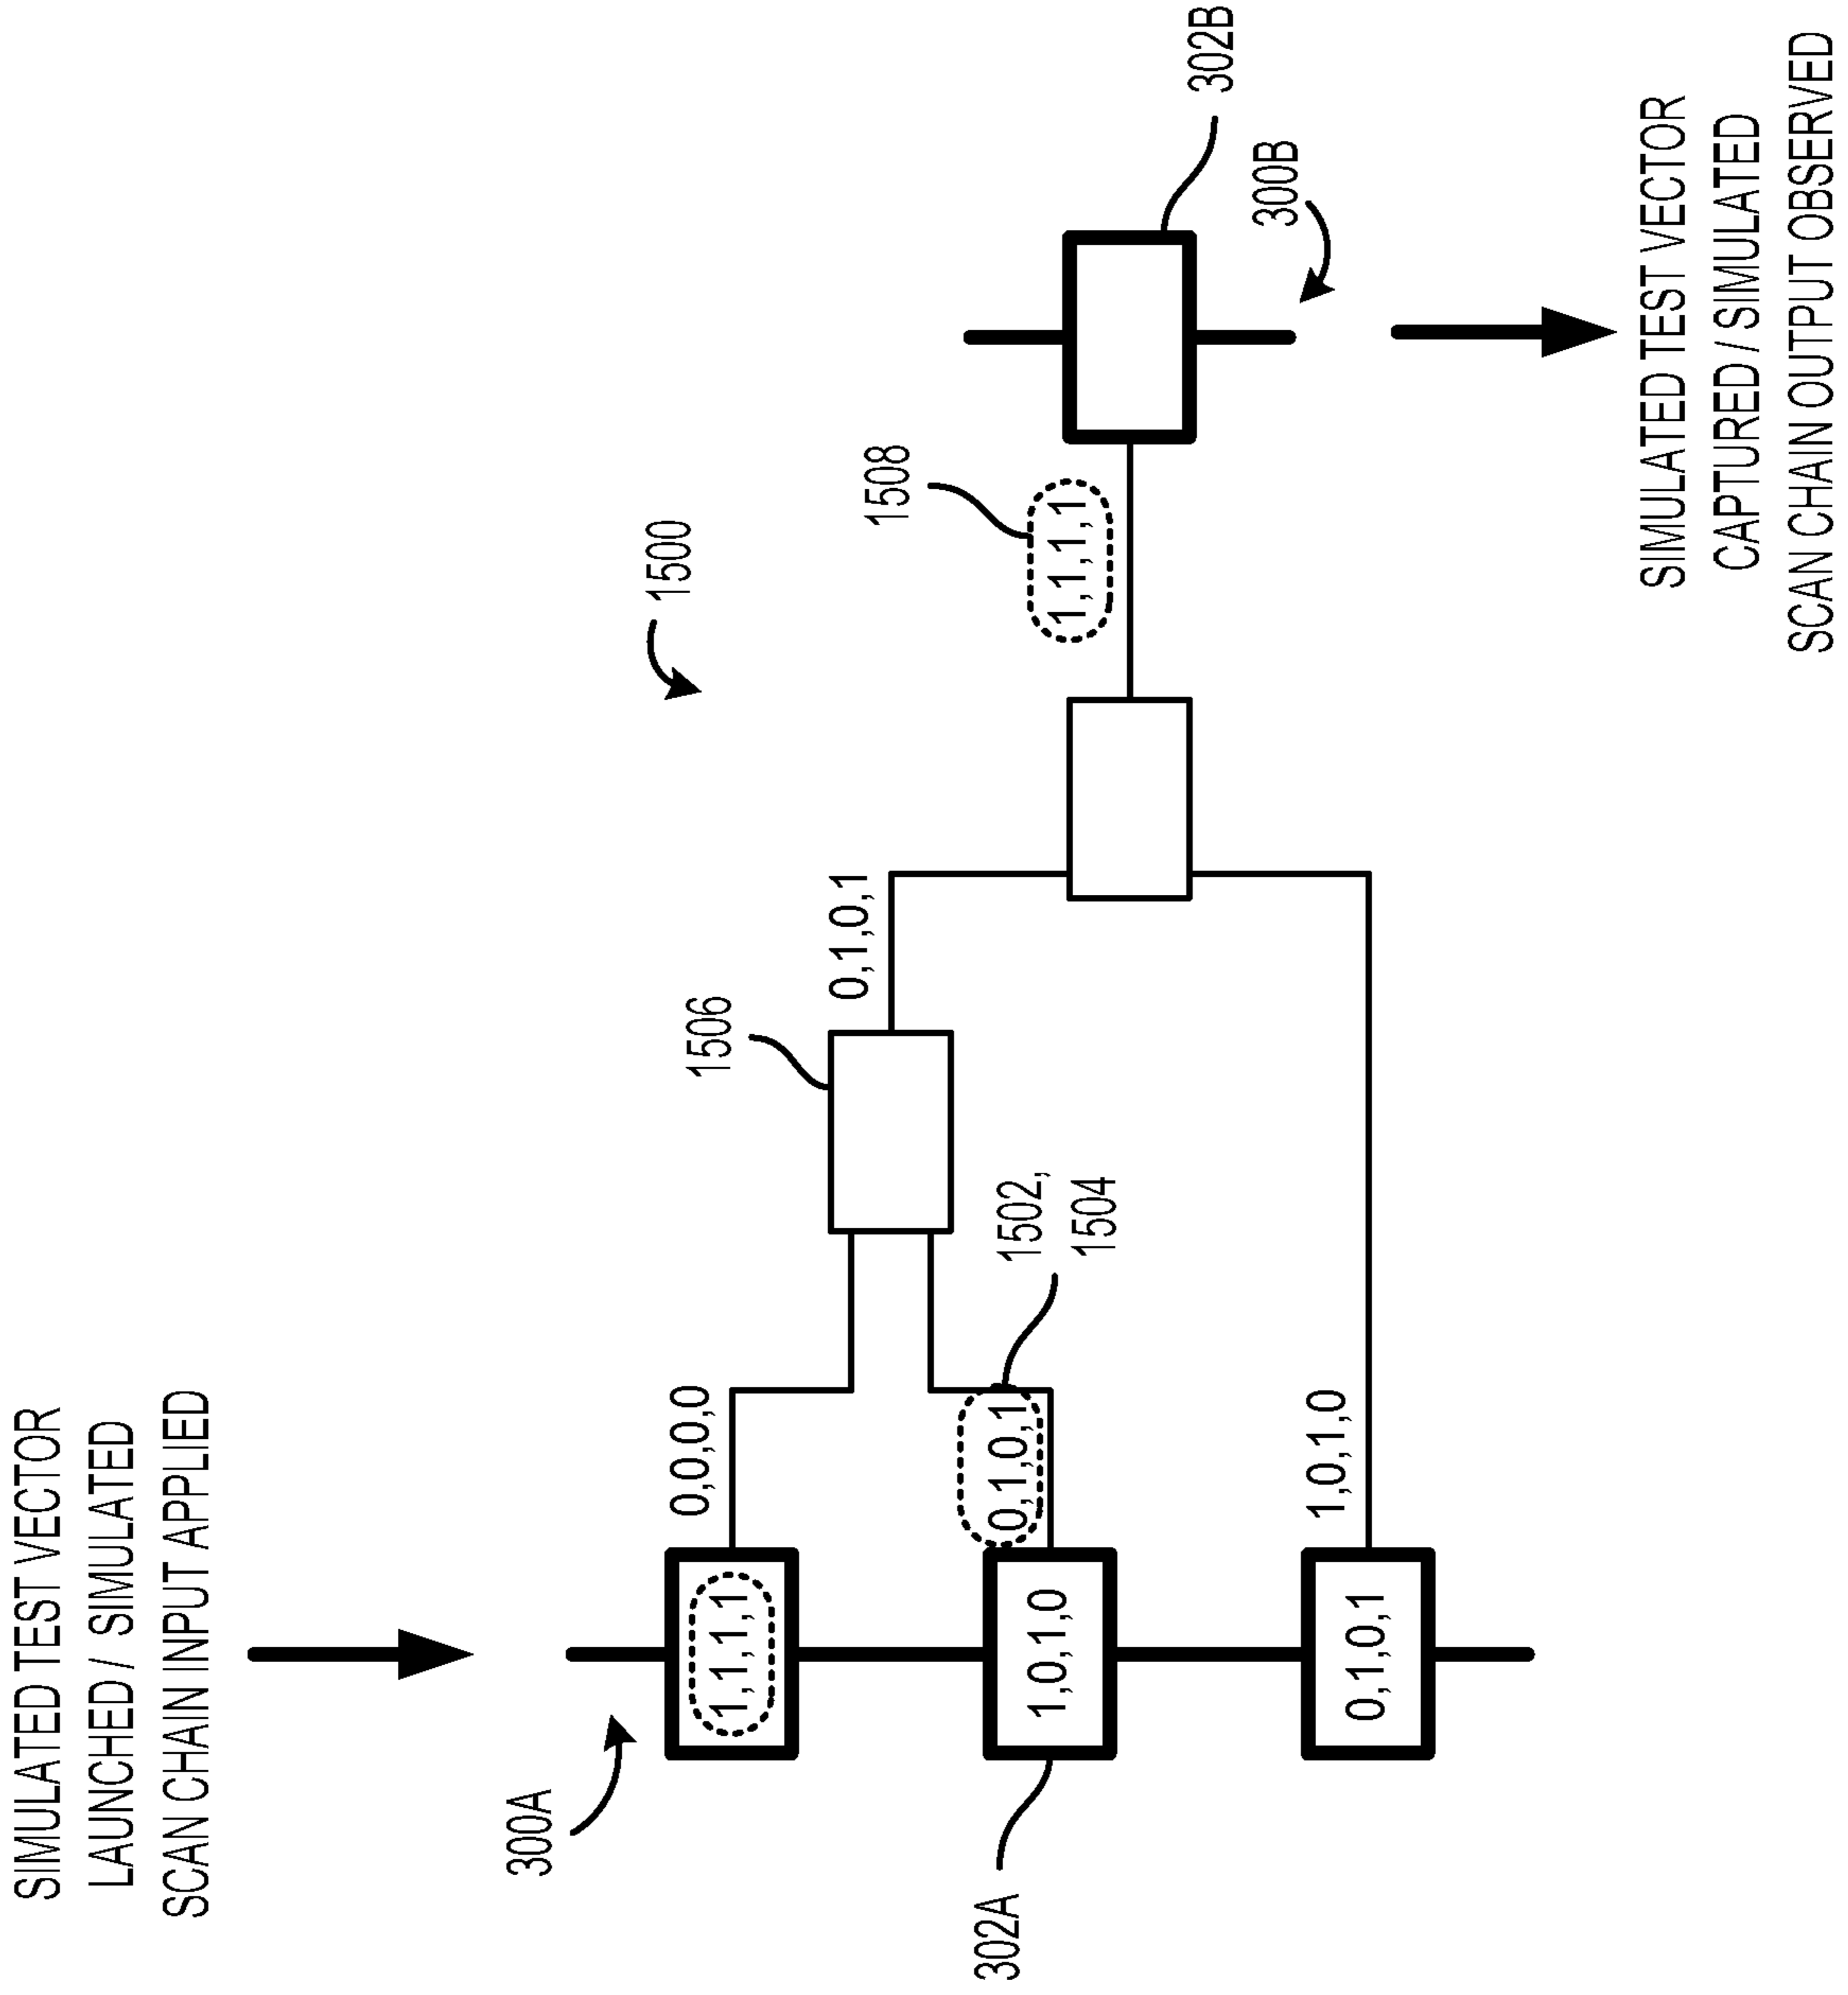 SIMULATED TEST VECTOR
LAUNCHED / SIMULATED
SCAN CHAIN INPUT APPLIED
300A
1,1,1,1
0,0,0,0
1506
0,1,0,1
1500
302A
1,0,1,0
0,1,0,1
1502,
1504
1508
1,1,1,1
302B
300B
0,1,0,1
1,0,1,0
SIMULATED TEST VECTOR
CAPTURED / SIMULATED
SCAN CHAIN OUTPUT OBSERVED